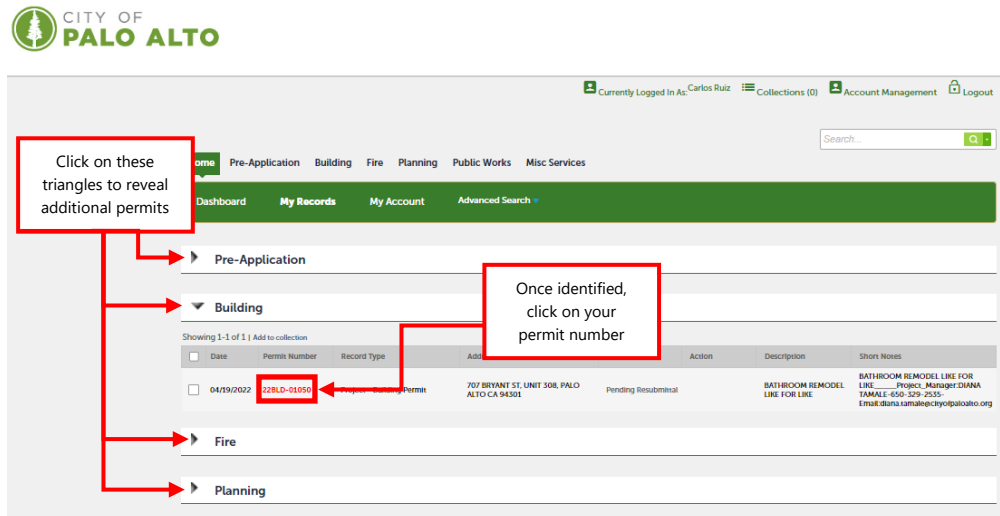 CITY OF
PALO ALTO
Currently Logged In As: Carlos Ruiz Collections (0) Account Management Logout
Search...
Click on these
triangles to reveal
additional permits
Pre-Application Building Fire Planning Public Works Misc Services
Dashboard My Records My Account Advanced Search
Pre-Application
Once identified,
click on your
permit number
Building
Showing 1-1 of 1 | Add to collection
Date Permit Number Record Type Action Description Short Notes
04/19/2022 22BLD-01050 Project - Building Permit 707 BRYANT ST, UNIT 308, PALO
ALTO CA 94301 Pending Resubmittal BATHROOM REMODEL
LIKE FOR LIKE BATHROOM REMODEL LIKE FOR
LIKE____Project_Manager:DIANA
TAMALE-650-329-2535-
Email:diana.tamale@cityofpaloalto.org
Fire
Planning